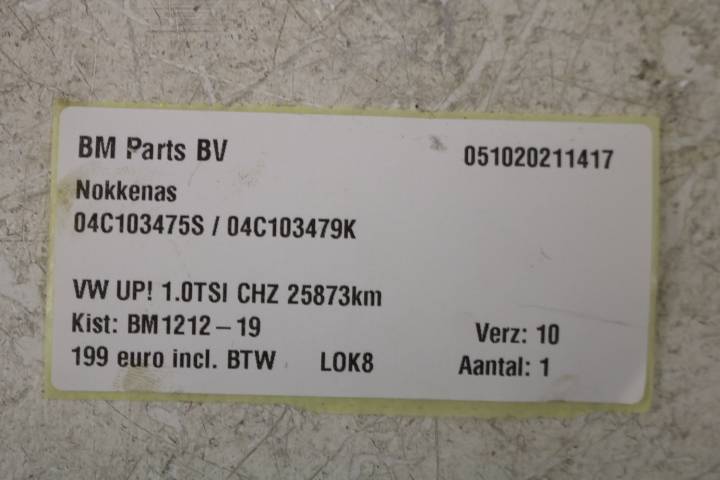 BM Parts BV 051020211417
Nokkenas
04C103475S / 04C103479K
VW UP! 1.0TSI CHZ 25873km
Kist: BM1212-19 Verz: 10
199 euro incl. BTW LOK8 Aantal: 1